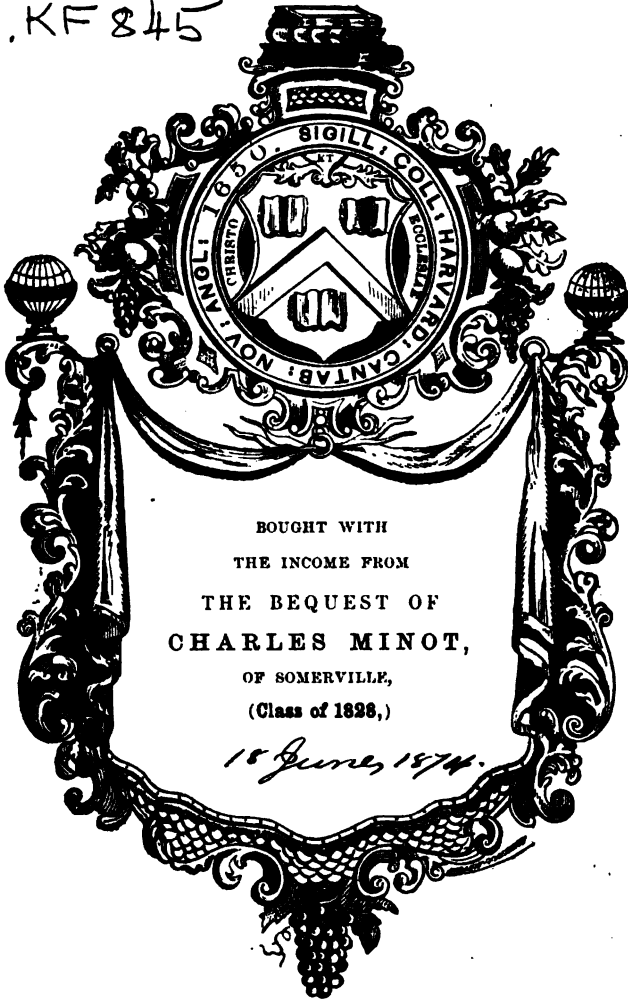 .KF 845
SIGILL: COLL: HARVARD: CANTAB: NOV: ANGL: 1650.
CHRISTO ET ECCLESIAE
BOUGHT WITH
THE INCOME FROM
THE BEQUEST OF
CHARLES MINOT,
OF SOMERVILLE,
(Class of 1828,)
18 June, 1874.